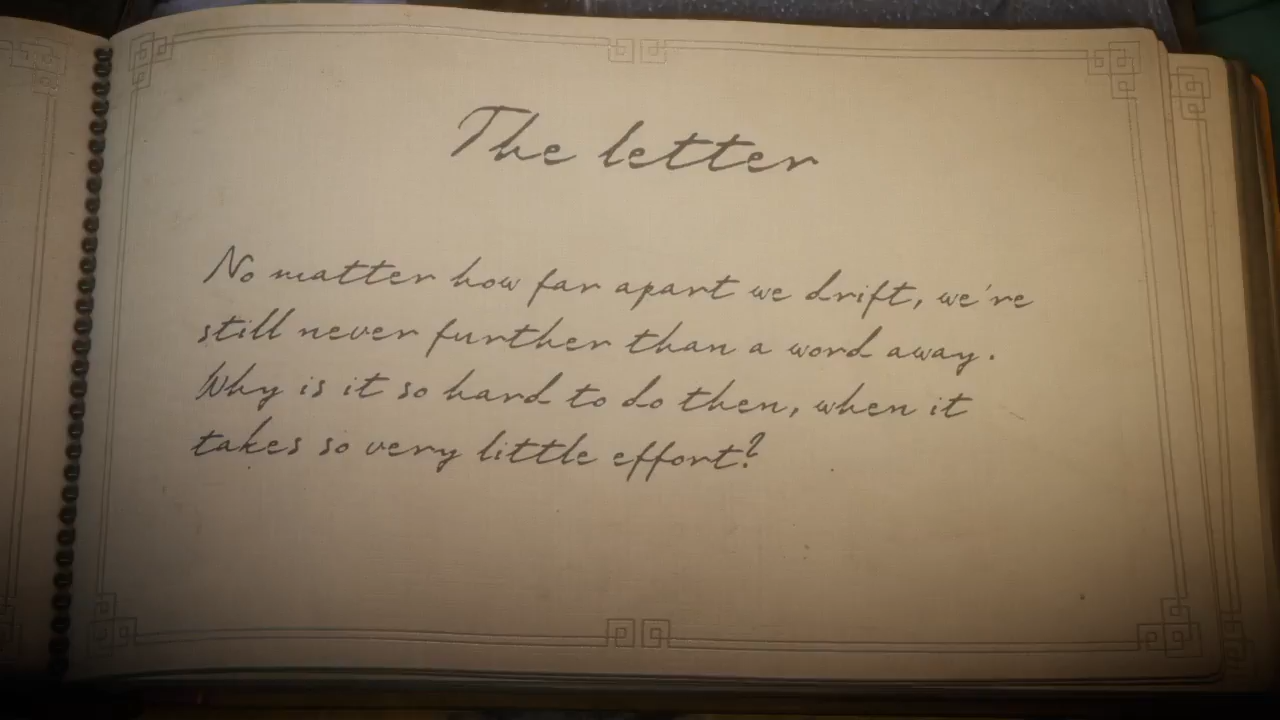 The letter
No matter how far apart we drift, we're
still never further than a word away.
Why is it so hard to do then, when it
takes so very little effort?